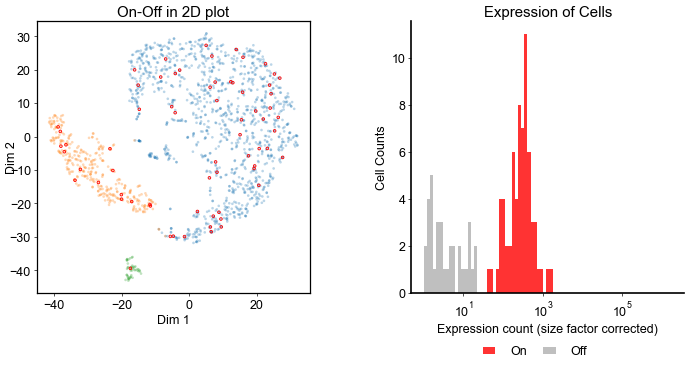 On-Off in 2D plot
30
20
10
0
−10
−20
−30
−40
Dim 2
−40
−20
0
20
Dim 1
Expression of Cells
10
8
6
4
2
0
Cell Counts
10^1
10^3
10^5
Expression count (size factor corrected)
On
Off